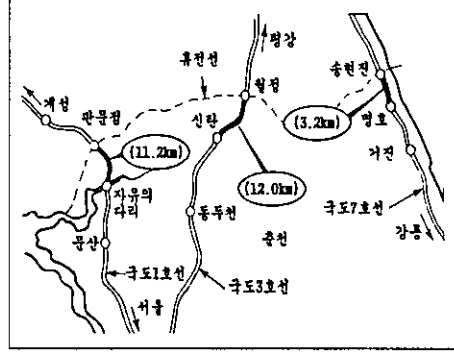 평강
휴전선
월정
송현진
개성
판문점
신탄
(3.2km)
명호
(11.2km)
거진
(12.0km)
자유의
다리
동두천
국도7호선
문산
춘천
강릉
국도1호선
국도3호선
서울